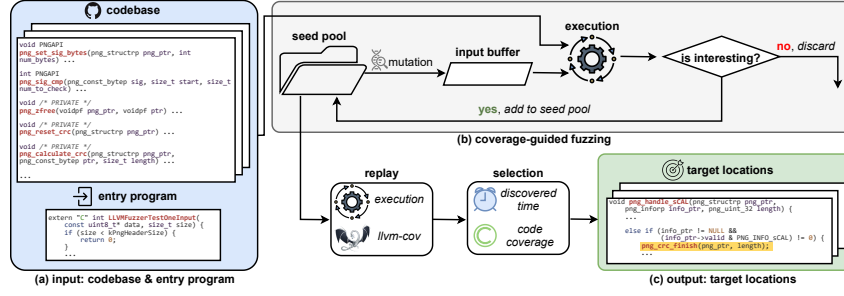 codebase
void PNGAPI
png_set_sig_bytes(png_structrp png_ptr, int
num_bytes) ...
int PNGAPI
png_sig_cmp(png_const_bytep sig, size_t start, size_t
num_to_check) ...
void /* PRIVATE */
png_zfree(voidpf png_ptr, voidpf ptr) ...
void /* PRIVATE */
png_reset_crc(png_structrp png_ptr) ...
void /* PRIVATE */
png_calculate_crc(png_structrp png_ptr,
png_const_bytep ptr, size_t length) ...
...
entry program
extern "C" int LLVMFuzzerTestOneInput(
const uint8_t* data, size_t size) {
if (size < kPngHeaderSize) {
return 0;
}
...
(a) input: codebase & entry program
seed pool
mutation
input buffer
execution
is interesting?
no, discard
yes, add to seed pool
(b) coverage-guided fuzzing
replay
execution
llvm-cov
selection
discovered
time
code
coverage
target locations
void png_handle_sCAL(png_structrp png_ptr,
png_inforp info_ptr, png_uint_32 length) {
...
else if (info_ptr != NULL &&
(info_ptr->valid & PNG_INFO_sCAL) != 0) {
png_crc_finish(png_ptr, length);
...
(c) output: target locations